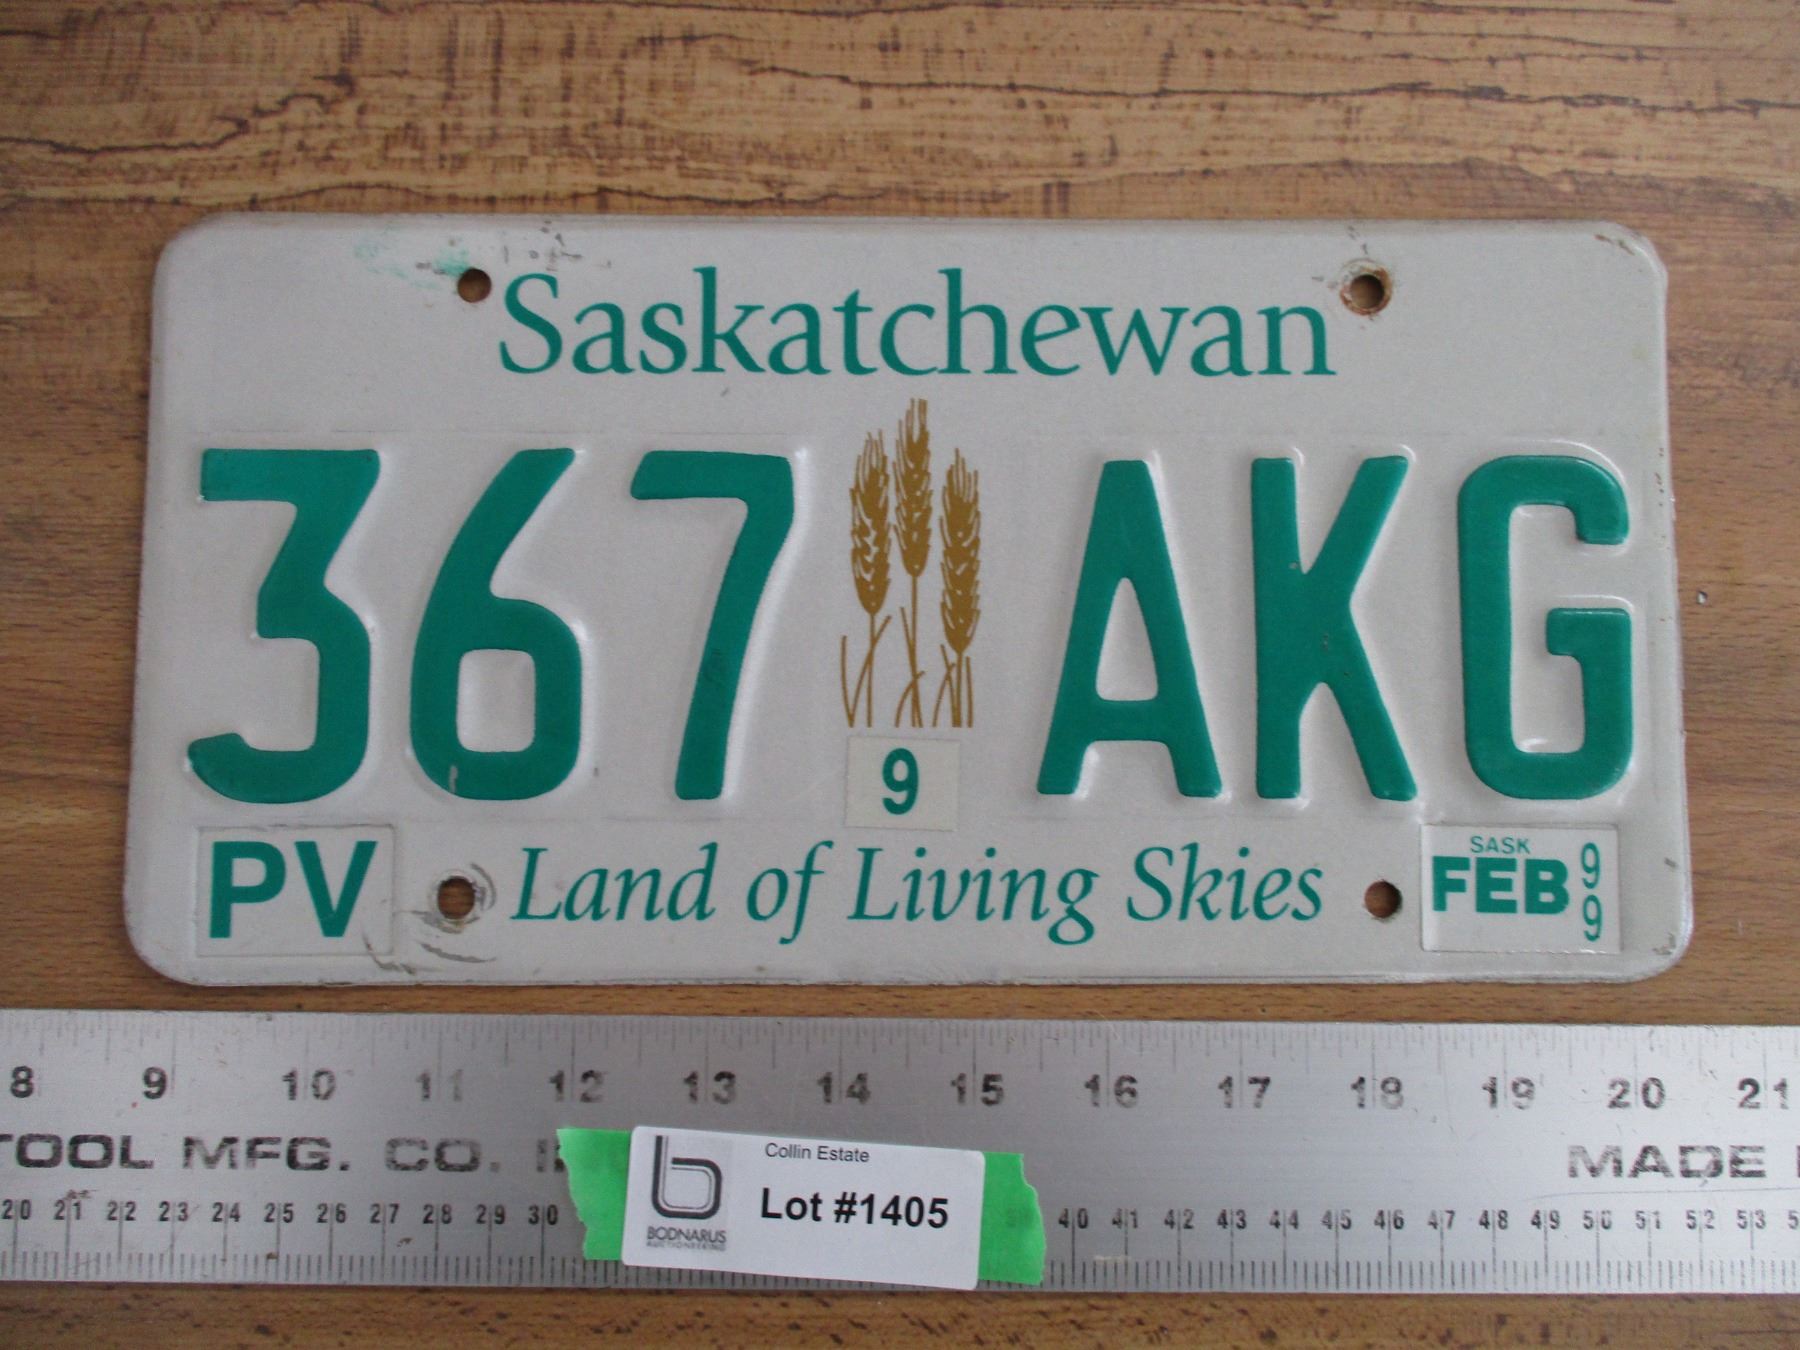 Saskatchewan
367 AKG
9
PV
Land of Living Skies
SASK
FEB 99
8 9 10 11 12 13 14 15 16 17 18 19 20 21
TOOL MFG. CO.
MADE
20 21 22 23 24 25 26 27 28 29 30 40 41 42 43 44 45 46 47 48 49 50 51 52 53
Collin Estate
Lot #1405
b
BODNARUS
AUCTIONEERING